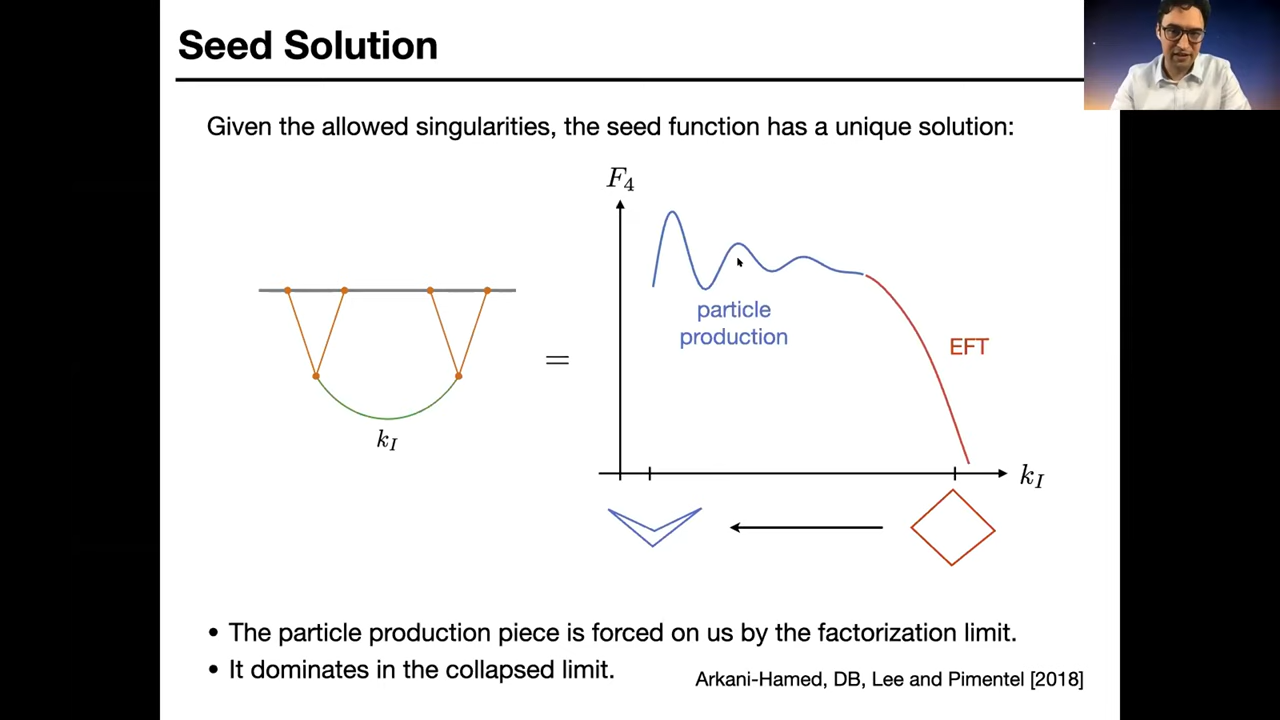 Seed Solution
Given the allowed singularities, the seed function has a unique solution:
F₄
particle
production
EFT
=
k_I
k_I
• The particle production piece is forced on us by the factorization limit.
• It dominates in the collapsed limit.
Arkani-Hamed, DB, Lee and Pimentel [2018]